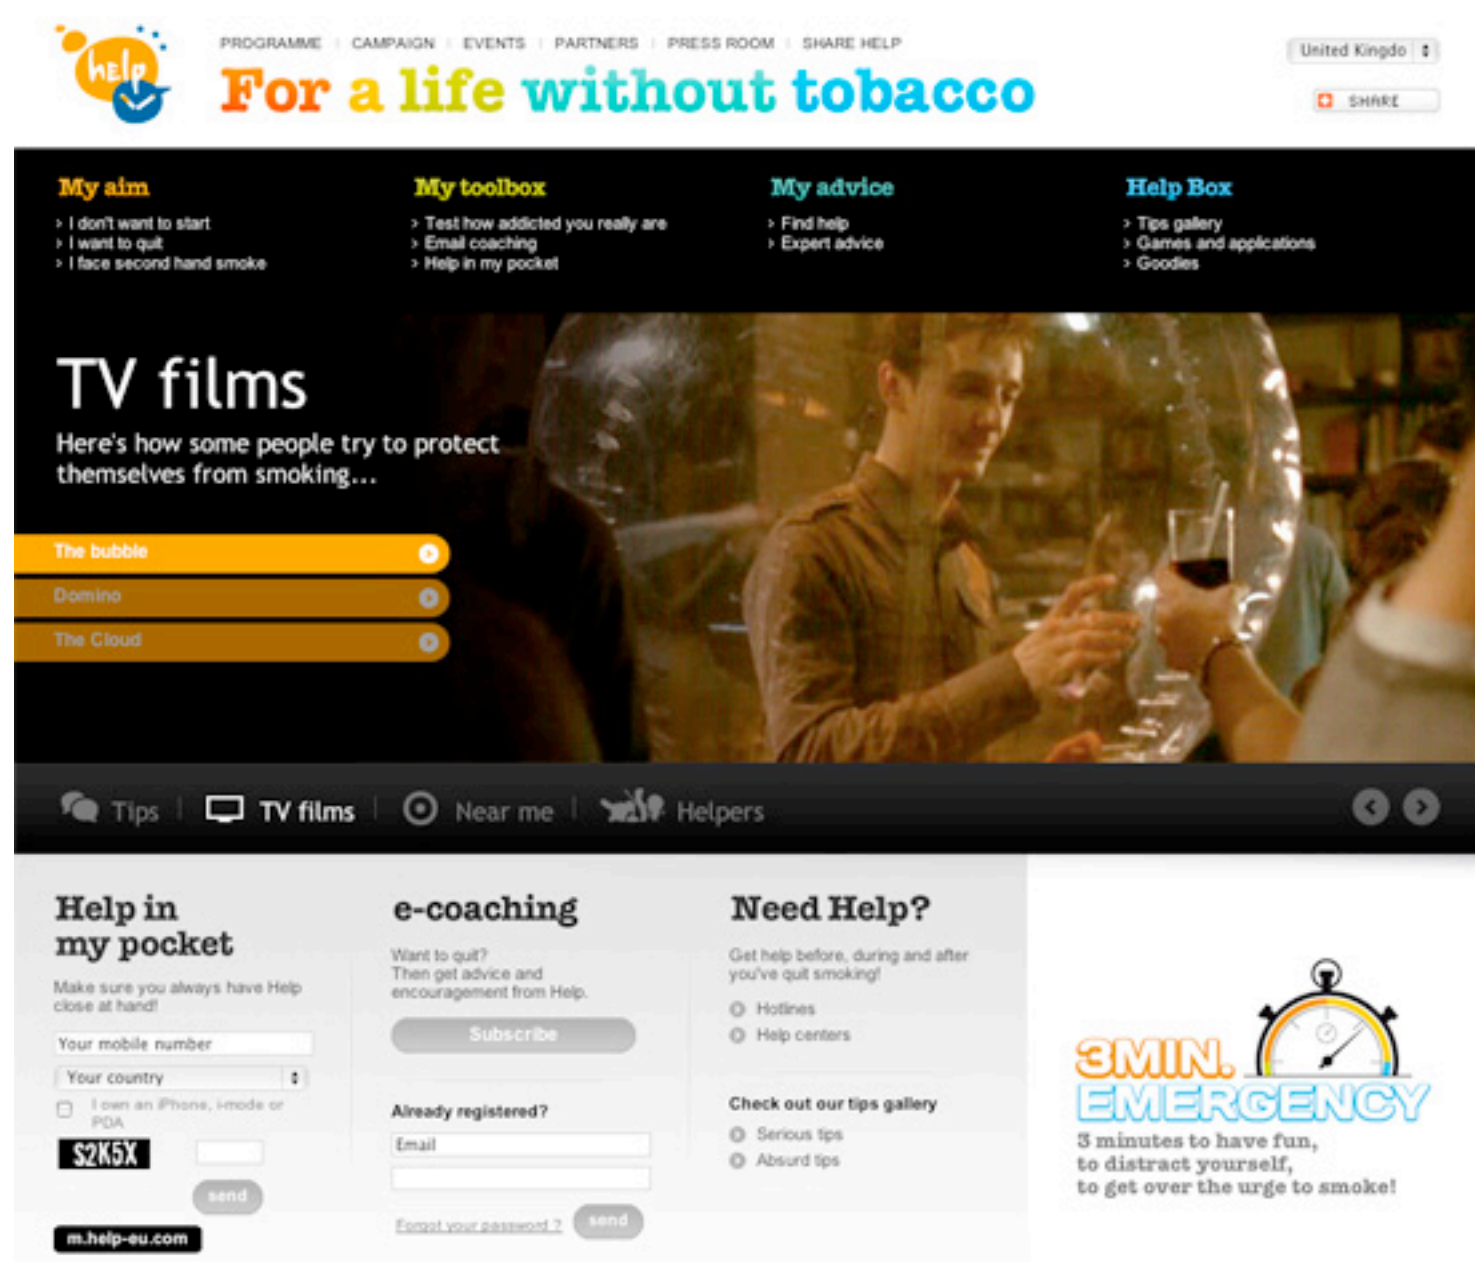 help
PROGRAMME | CAMPAIGN | EVENTS | PARTNERS | PRESS ROOM | SHARE HELP
For a life without tobacco
United Kingdo
SHARE
My aim
› I don't want to start
› I want to quit
› I face second hand smoke
My toolbox
› Test how addicted you really are
› Email coaching
› Help in my pocket
My advice
› Find help
› Expert advice
Help Box
› Tips gallery
› Games and applications
› Goodies
TV films
Here's how some people try to protect
themselves from smoking...
The bubble
Domino
The Cloud
Tips | TV films | Near me | Helpers
Help in
my pocket
Make sure you always have Help
close at hand!
Your mobile number
Your country
I own an iPhone, i-mode or
PDA
S2K5X
send
m.help-eu.com
e-coaching
Want to quit?
Then get advice and
encouragement from Help.
Subscribe
Already registered?
Email
Forgot your password ?
send
Need Help?
Get help before, during and after
you've quit smoking!
Hotlines
Help centers
Check out our tips gallery
Serious tips
Absurd tips
3MIN.
EMERGENCY
3 minutes to have fun,
to distract yourself,
to get over the urge to smoke!